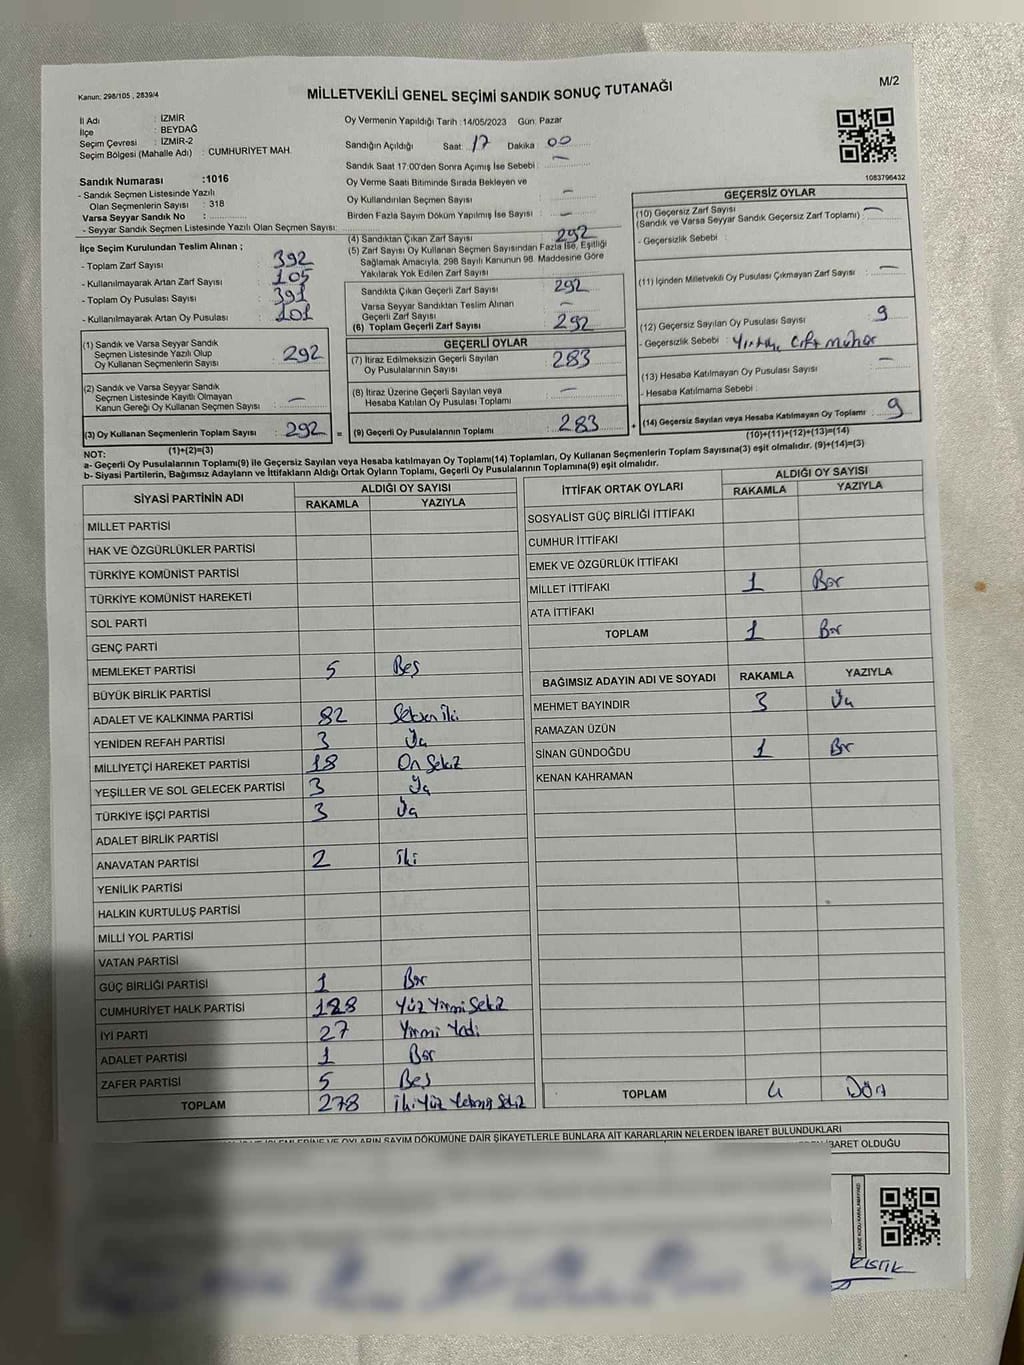 Kanun: 298/105 , 2839/4
MİLLETVEKİLİ GENEL SEÇİMİ SANDIK SONUÇ TUTANAĞI
M/2
İl Adı : İZMİR
İlçe : BEYDAĞ
Seçim Çevresi : İZMİR-2
Seçim Bölgesi (Mahalle Adı) : CUMHURİYET MAH.
Sandık Numarası :1016
- Sandık Seçmen Listesinde Yazılı
Olan Seçmenlerin Sayısı : 318
Varsa Seyyar Sandık No :
- Seyyar Sandık Seçmen Listesinde Yazılı Olan Seçmen Sayısı:
Oy Vermenin Yapıldığı Tarih :14/05/2023 Gün: Pazar
Sandığın Açıldığı Saat : 17 Dakika : 00
Sandık Saat 17:00'den Sonra Açımış İse Sebebi : —
Oy Verme Saati Bitiminde Sırada Bekleyen ve
Oy Kullandırılan Seçmen Sayısı : —
Birden Fazla Sayım Döküm Yapılmış İse Sayısı : —
1083796432
İlçe Seçim Kurulundan Teslim Alınan ;
- Toplam Zarf Sayısı : 392
- Kullanılmayarak Artan Zarf Sayısı : 105
- Toplam Oy Pusulası Sayısı : 391
- Kullanılmayarak Artan Oy Pusulası : 101
(1) Sandık ve Varsa Seyyar Sandık
Seçmen Listesinde Yazılı Olup
Oy Kullanan Seçmenlerin Sayısı : 292
(2) Sandık ve Varsa Seyyar Sandık
Seçmen Listesinde Kayıtlı Olmayan
Kanun Gereği Oy Kullanan Seçmen Sayısı : —
(3) Oy Kullanan Seçmenlerin Toplam Sayısı : 292 =
(1)+(2)=(3)
(4) Sandıktan Çıkan Zarf Sayısı : 292
(5) Zarf Sayısı Oy Kullanan Seçmen Sayısından Fazla İse, Eşitliği
Sağlamak Amacıyla, 298 Sayılı Kanunun 98. Maddesine Göre
Yakılarak Yok Edilen Zarf Sayısı :
Sandıkta Çıkan Geçerli Zarf Sayısı : 292
Varsa Seyyar Sandıktan Teslim Alınan
Geçerli Zarf Sayısı : —
(6) Toplam Geçerli Zarf Sayısı : 292
GEÇERLİ OYLAR
(7) İtiraz Edilmeksizin Geçerli Sayılan
Oy Pusulalarının Sayısı : 283
(8) İtiraz Üzerine Geçerli Sayılan veya
Hesaba Katılan Oy Pusulası Toplamı : —
(9) Geçerli Oy Pusulalarının Toplamı : 283 +
GEÇERSİZ OYLAR
(10) Geçersiz Zarf Sayısı
(Sandık ve Varsa Seyyar Sandık Geçersiz Zarf Toplamı) : —
- Geçersizlik Sebebi :
(11) İçinden Milletvekili Oy Pusulası Çıkmayan Zarf Sayısı : —
(12) Geçersiz Sayılan Oy Pusulası Sayısı : 9
- Geçersizlik Sebebi : Yırtık, çift mühür
(13) Hesaba Katılmayan Oy Pusulası Sayısı : —
- Hesaba Katılmama Sebebi :
(14) Geçersiz Sayılan veya Hesaba Katılmayan Oy Toplamı : 9
(10)+(11)+(12)+(13)=(14)
NOT:
a- Geçerli Oy Pusulalarının Toplamı(9) ile Geçersiz Sayılan veya Hesaba katılmayan Oy Toplamı(14) Toplamları, Oy Kullanan Seçmenlerin Toplam Sayısına(3) eşit olmalıdır. (9)+(14)=(3)
b- Siyasi Partilerin, Bağımsız Adayların ve İttifakların Aldığı Ortak Oyların Toplamı, Geçerli Oy Pusulalarının Toplamına(9) eşit olmalıdır.
SİYASİ PARTİNİN ADI ALDIĞI OY SAYISI
RAKAMLA YAZIYLA
MİLLET PARTİSİ
HAK VE ÖZGÜRLÜKLER PARTİSİ
TÜRKİYE KOMÜNİST PARTİSİ
TÜRKİYE KOMÜNİST HAREKETİ
SOL PARTİ
GENÇ PARTİ
MEMLEKET PARTİSİ 5 Beş
BÜYÜK BİRLİK PARTİSİ
ADALET VE KALKINMA PARTİSİ 82 Seksen iki
YENİDEN REFAH PARTİSİ 3 Üç
MİLLİYETÇİ HAREKET PARTİSİ 18 On Sekiz
YEŞİLLER VE SOL GELECEK PARTİSİ 3 Üç
TÜRKİYE İŞÇİ PARTİSİ 3 Üç
ADALET BİRLİK PARTİSİ
ANAVATAN PARTİSİ 2 iki
YENİLİK PARTİSİ
HALKIN KURTULUŞ PARTİSİ
MİLLİ YOL PARTİSİ
VATAN PARTİSİ
GÜÇ BİRLİĞİ PARTİSİ 1 Bir
CUMHURİYET HALK PARTİSİ 128 Yüz Yirmi Sekiz
İYİ PARTİ 27 Yirmi Yedi
ADALET PARTİSİ 1 Bir
ZAFER PARTİSİ 5 Beş
TOPLAM 278 iki Yüz Yetmiş Sekiz
İTTİFAK ORTAK OYLARI ALDIĞI OY SAYISI
RAKAMLA YAZIYLA
SOSYALİST GÜÇ BİRLİĞİ İTTİFAKI
CUMHUR İTTİFAKI
EMEK VE ÖZGÜRLÜK İTTİFAKI
MİLLET İTTİFAKI 1 Bir
ATA İTTİFAKI
TOPLAM 1 Bir
BAĞIMSIZ ADAYIN ADI VE SOYADI RAKAMLA YAZIYLA
MEHMET BAYINDIR 3 Üç
RAMAZAN ÜZÜN
SİNAN GÜNDOĞDU 1 Bir
KENAN KAHRAMAN
TOPLAM 4 Dört
VE OYLARIN SAYIM DÖKÜMÜNE DAİR ŞİKAYETLERLE BUNLARA AİT KARARLARIN NELERDEN İBARET BULUNDUKLARI
İBARET OLDUĞU
KARE KODU KARALAMAYINIZ!